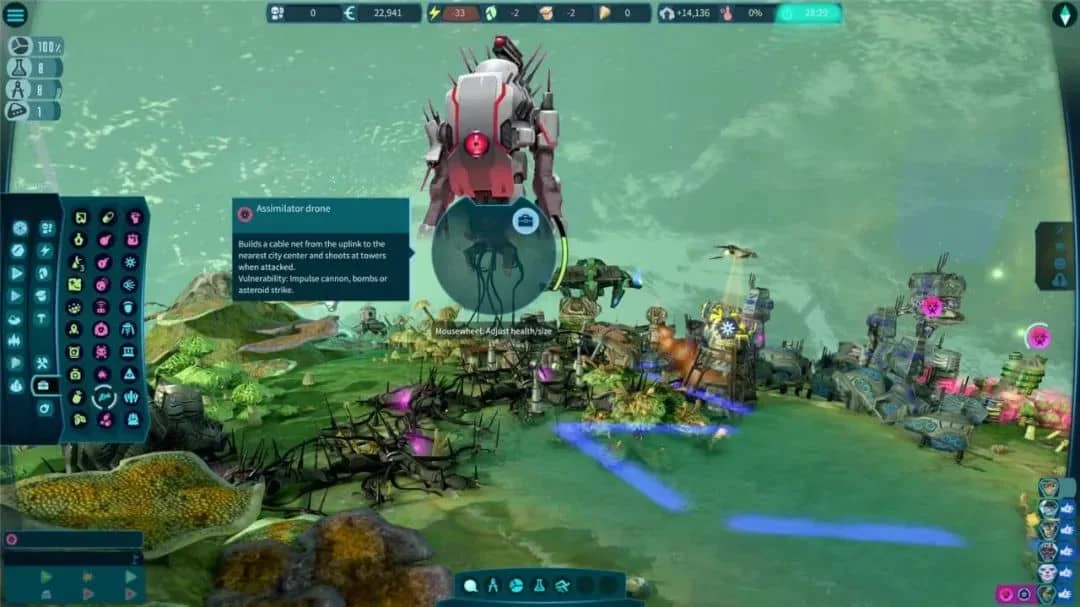 0 22,941 -33 -2 -2 0 +14,136 0% 28:29
100%
8
8
1
Assimilator drone
Builds a cable net from the uplink to the
nearest city center and shoots at towers
when attacked.
Vulnerability: Impulse cannon, bombs or
asteroid strike.
3
Mousewheel: Adjust health/size